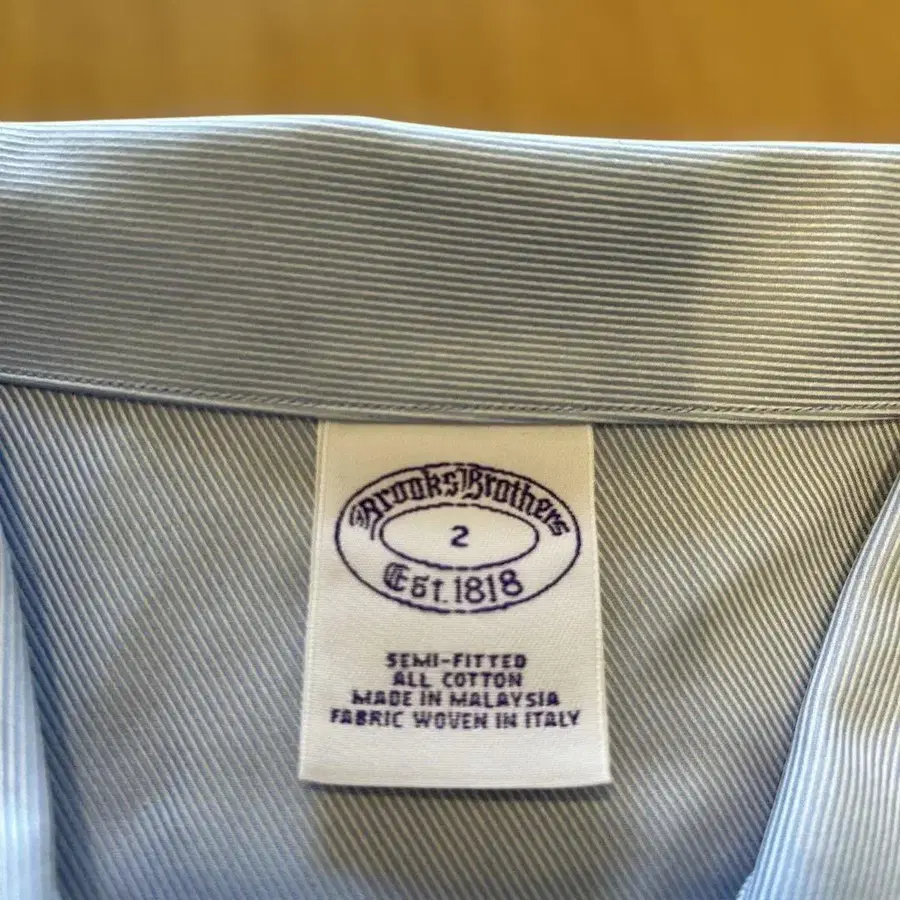 Brooks Brothers
2
Est. 1818
SEMI-FITTED
ALL COTTON
MADE IN MALAYSIA
FABRIC WOVEN IN ITALY